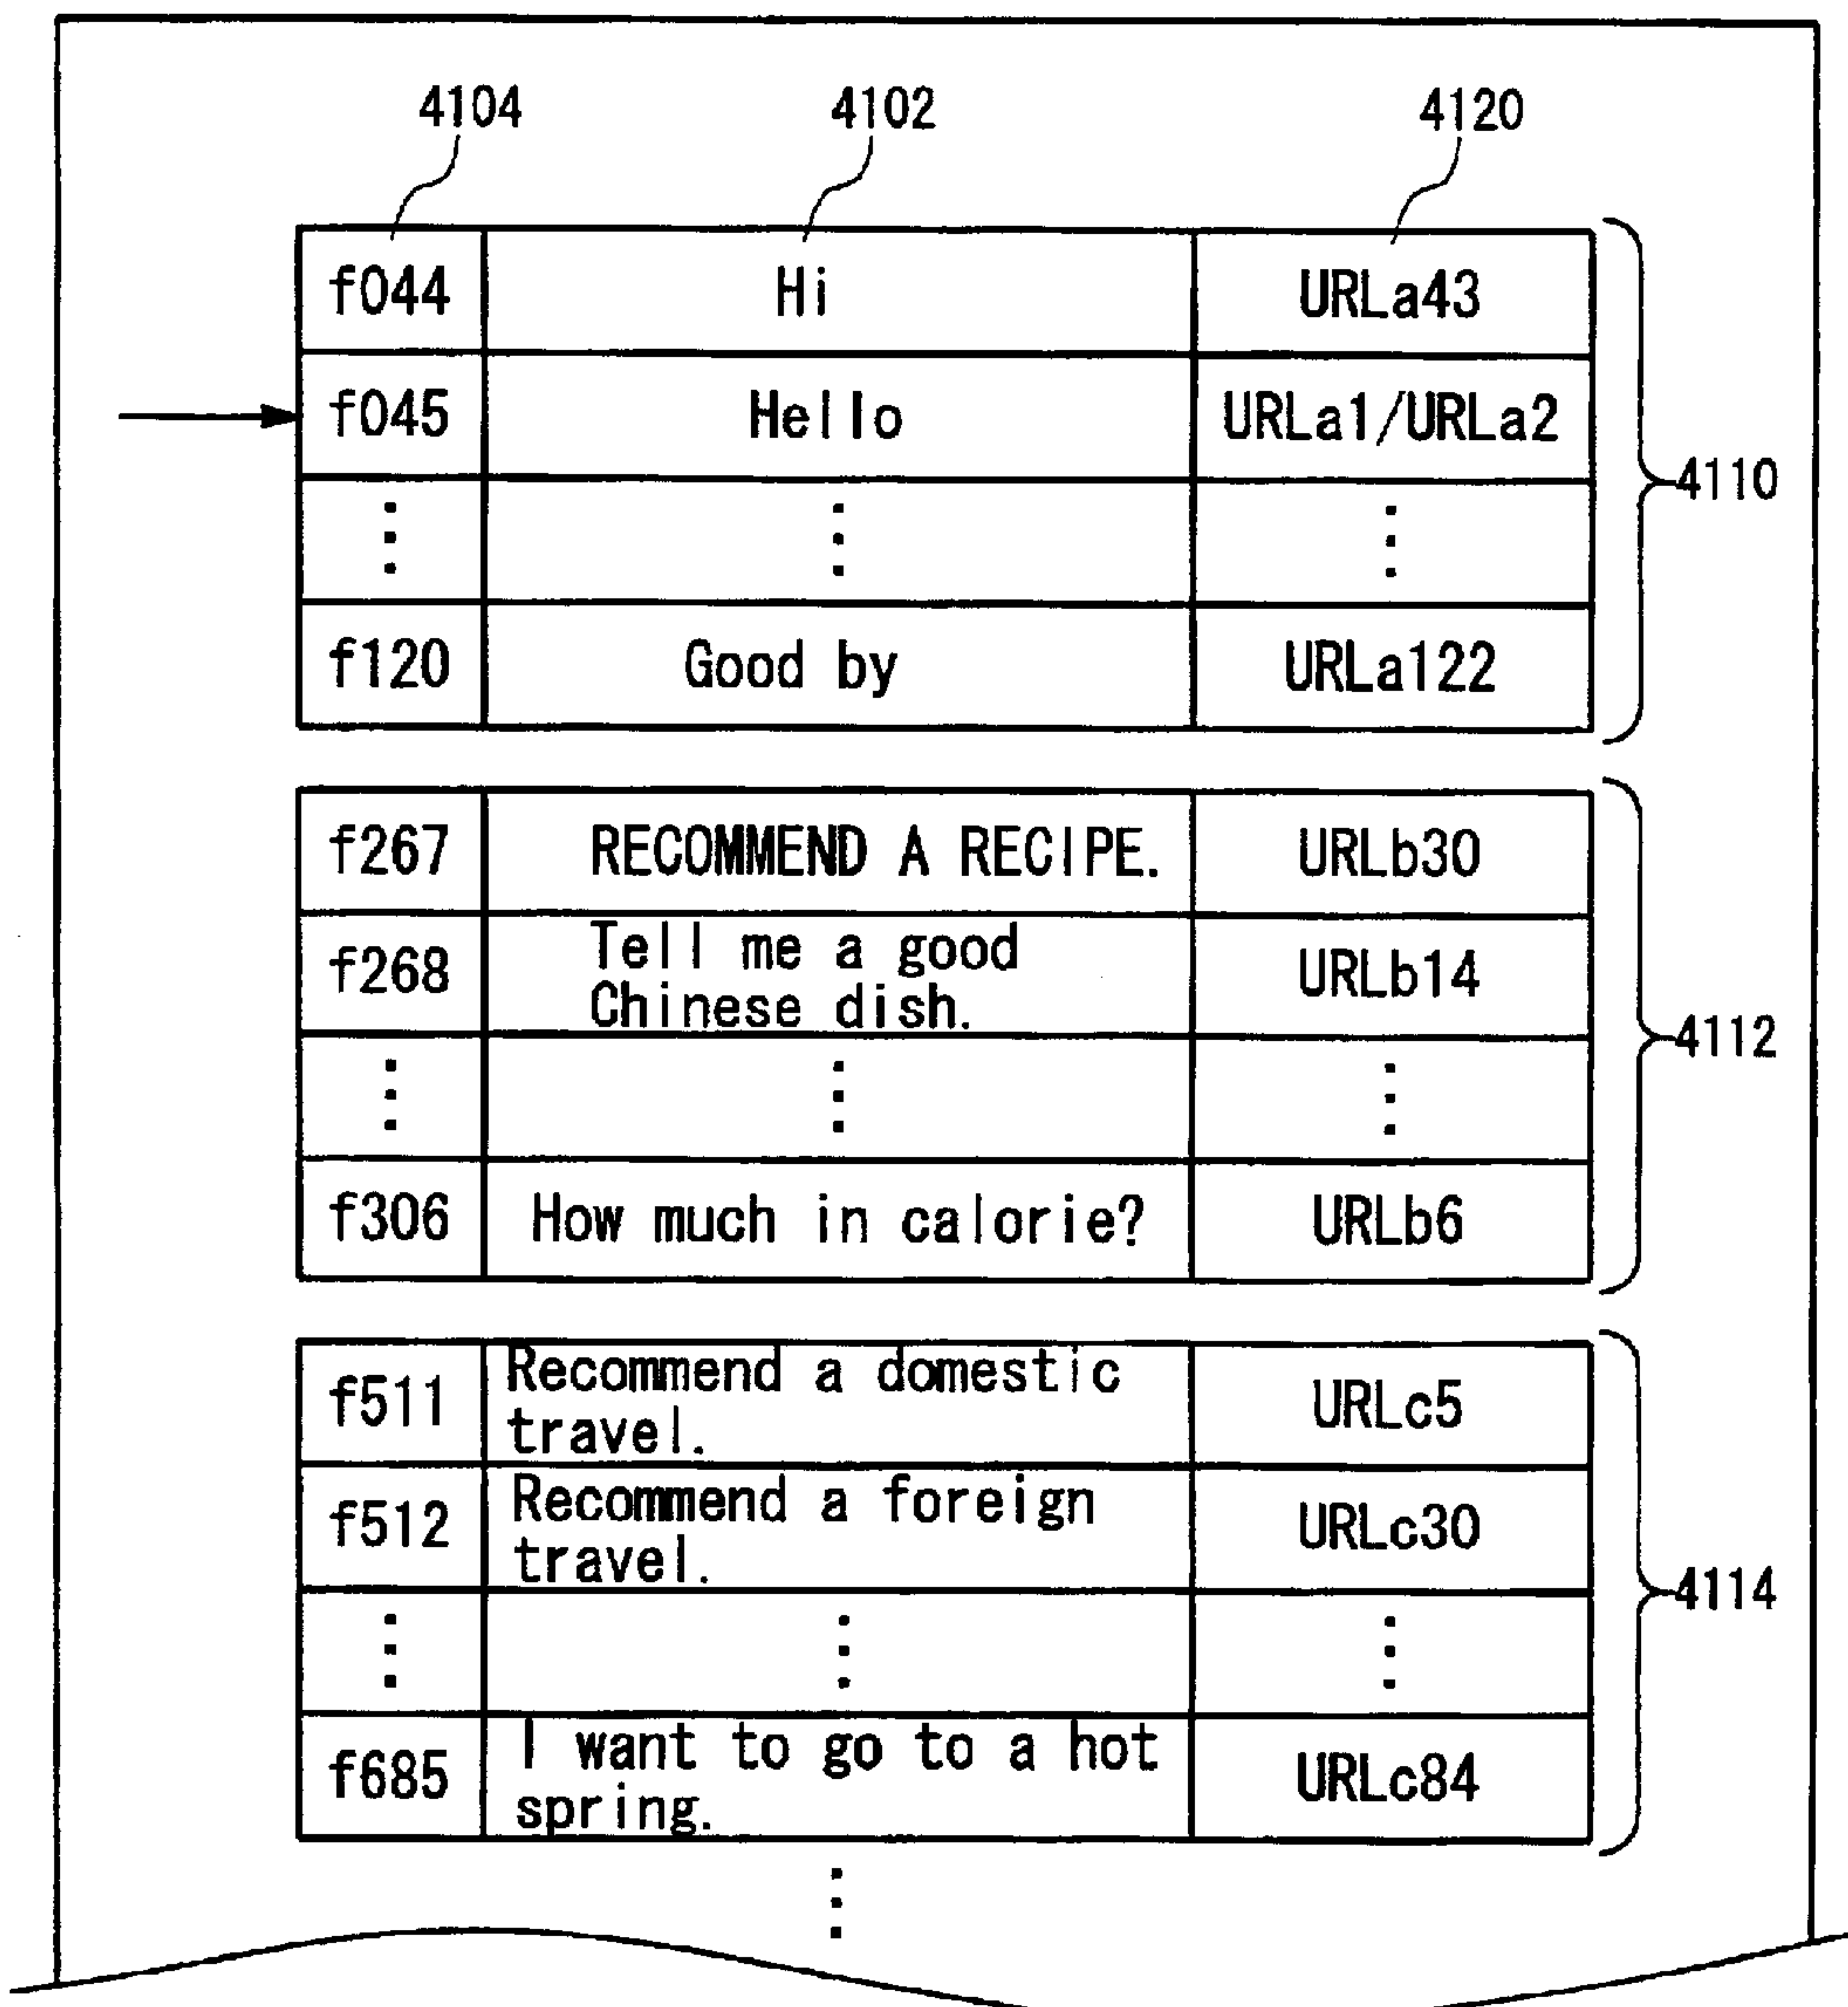 4104 4102 4120
f044 Hi URLa43
f045 Hello URLa1/URLa2
4110
f120 Good by URLa122
f267 RECOMMEND A RECIPE. URLb30
f268 Tell me a good
Chinese dish. URLb14
4112
f306 How much in calorie? URLb6
f511 Recommend a domestic
travel. URLc5
f512 Recommend a foreign
travel. URLc30
4114
f685 I want to go to a hot
spring. URLc84